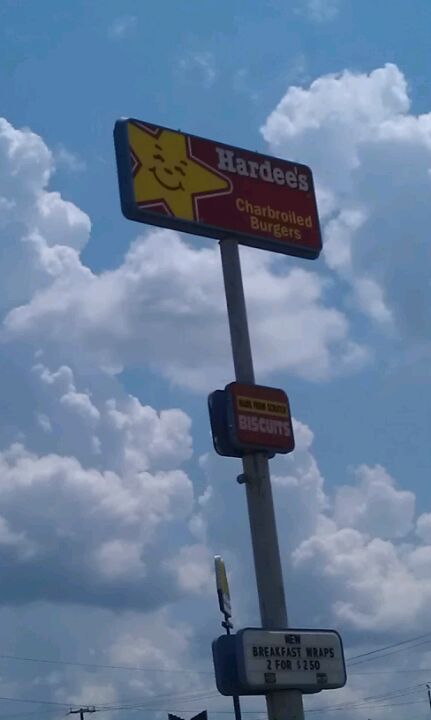 Hardee's
Charbroiled
Burgers
MADE FROM SCRATCH
BISCUITS
NEW
BREAKFAST WRAPS
2 FOR $2 50